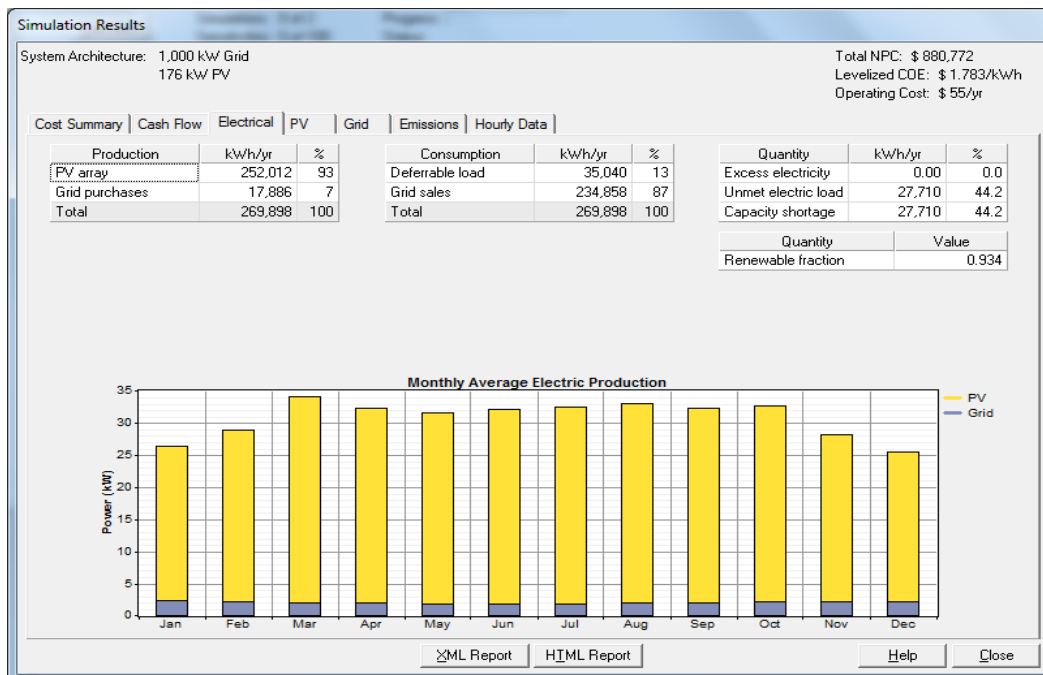 Simulation Results
System Architecture: 1,000 kW Grid
176 kW PV
Total NPC: $ 880,772
Levelized COE: $ 1.783/kWh
Operating Cost: $ 55/yr
Cost Summary Cash Flow Electrical PV Grid Emissions Hourly Data
Production kWh/yr %
PV array 252,012 93
Grid purchases 17,886 7
Total 269,898 100
Consumption kWh/yr %
Deferrable load 35,040 13
Grid sales 234,858 87
Total 269,898 100
Quantity kWh/yr %
Excess electricity 0.00 0.0
Unmet electric load 27,710 44.2
Capacity shortage 27,710 44.2
Quantity Value
Renewable fraction 0.934
Monthly Average Electric Production
Power (kW)
35
30
25
20
15
10
5
0
Jan Feb Mar Apr May Jun Jul Aug Sep Oct Nov Dec
PV
Grid
XML Report HTML Report Help Close